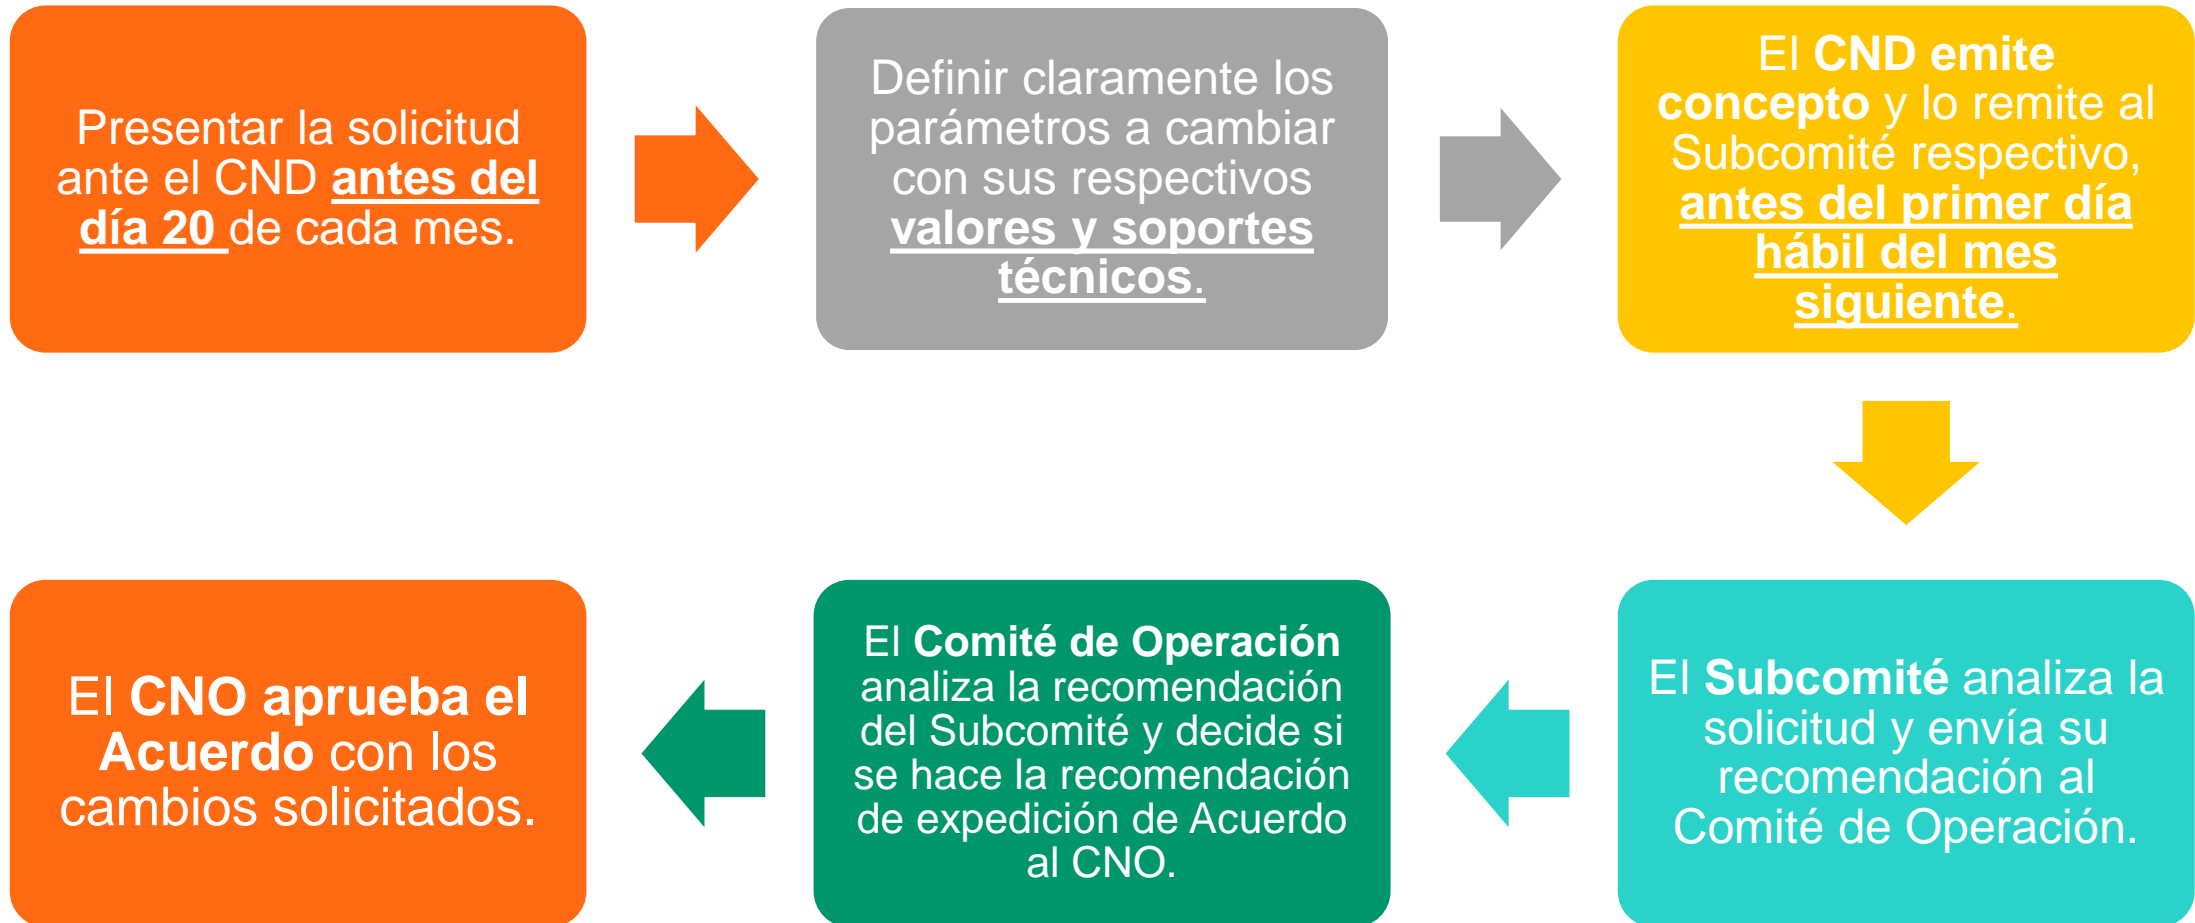 Presentar la solicitud
ante el CND antes del
día 20 de cada mes.
Definir claramente los
parámetros a cambiar
con sus respectivos
valores y soportes
técnicos.
El CND emite
concepto y lo remite al
Subcomité respectivo,
antes del primer día
hábil del mes
siguiente.
El Subcomité analiza la
solicitud y envía su
recomendación al
Comité de Operación.
El Comité de Operación
analiza la recomendación
del Subcomité y decide si
se hace la recomendación
de expedición de Acuerdo
al CNO.
El CNO aprueba el
Acuerdo con los
cambios solicitados.